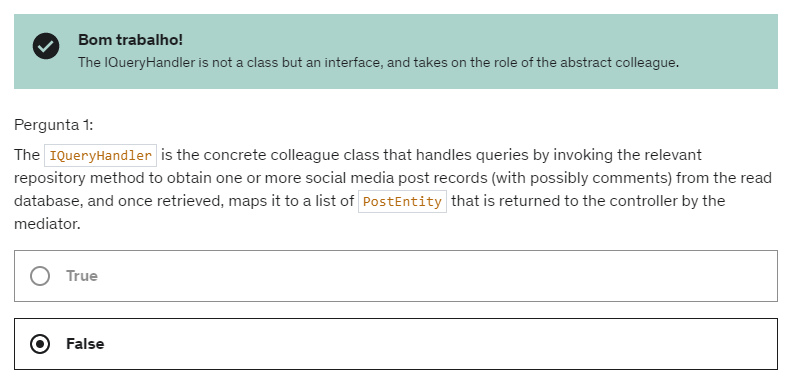 Bom trabalho!
The IQueryHandler is not a class but an interface, and takes on the role of the abstract colleague.
Pergunta 1:
The IQueryHandler is the concrete colleague class that handles queries by invoking the relevant
repository method to obtain one or more social media post records (with possibly comments) from the read
database, and once retrieved, maps it to a list of PostEntity that is returned to the controller by the
mediator.
True
False